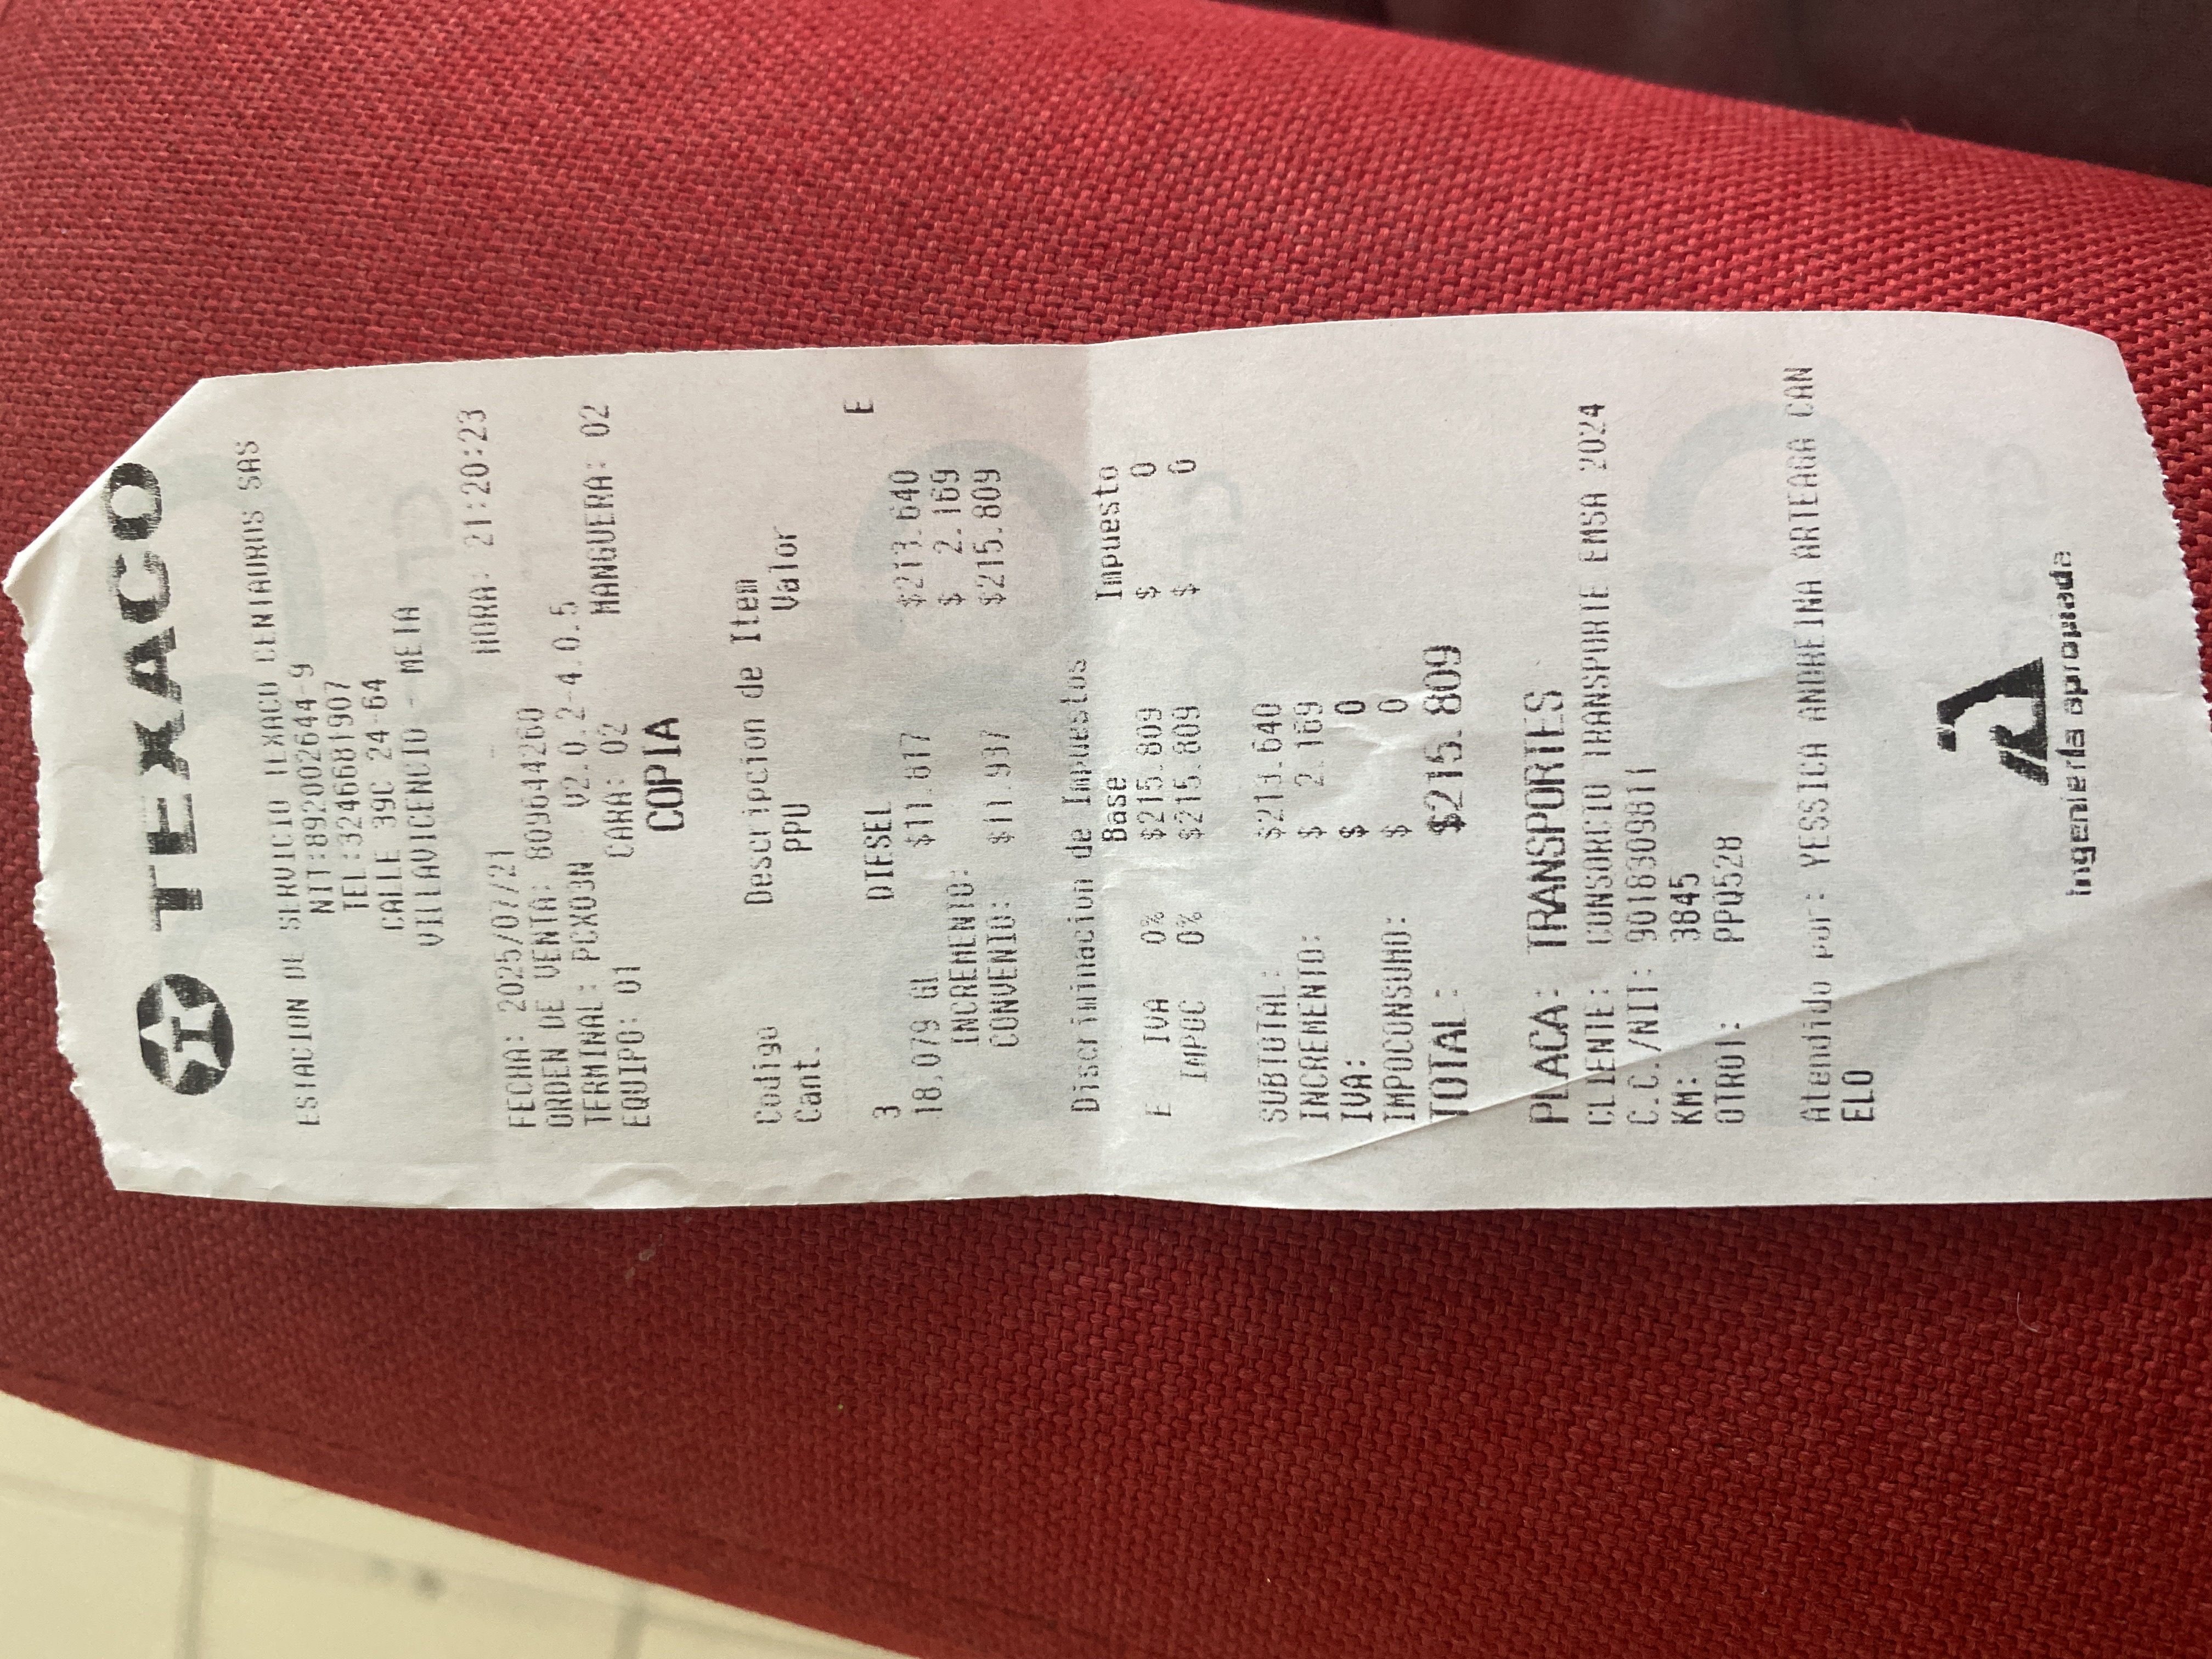 TEXACO
ESTACION DE SERVICIO TEXACO CENTAUROS SAS
NIT:892002644-9
TEL:3246681907
CALLE 39C 24-64
VILLAVICENCIO - META
FECHA: 2025/07/21 HORA: 21:20:23
ORDEN DE VENTA: 809644260
TERMINAL: PCX03N V2.0.2-4.0.5
EQUIPO: 01 CARA: 02 MANGUERA: 02
COPIA
Codigo Descripcion de Item
Cant. PPU Valor
3 DIESEL E
18.079 GL $11.817 $213.640
INCREMENTO: $ 2.169
CONVENIO: $11.937 $215.809
Discriminacion de Impuestos
Base Impuesto
E IVA 0% $215.809 $ 0
IMPOC 0% $215.809 $ 0
SUBTOTAL: $213.640
INCREMENTO: $ 2.169
IVA: $ 0
IMPOCONSUMO: $ 0
TOTAL: $215.809
PLACA: TRANSPORTES
CLIENTE: CONSORCIO TRANSPORTE EMSA 2024
C.C./NIT: 901830981
KM: 3845
OTRO1: PPQ528
Atendido por: YESSICA ANDREINA ARTEAGA CAN
ELO
ingeniería apropiada